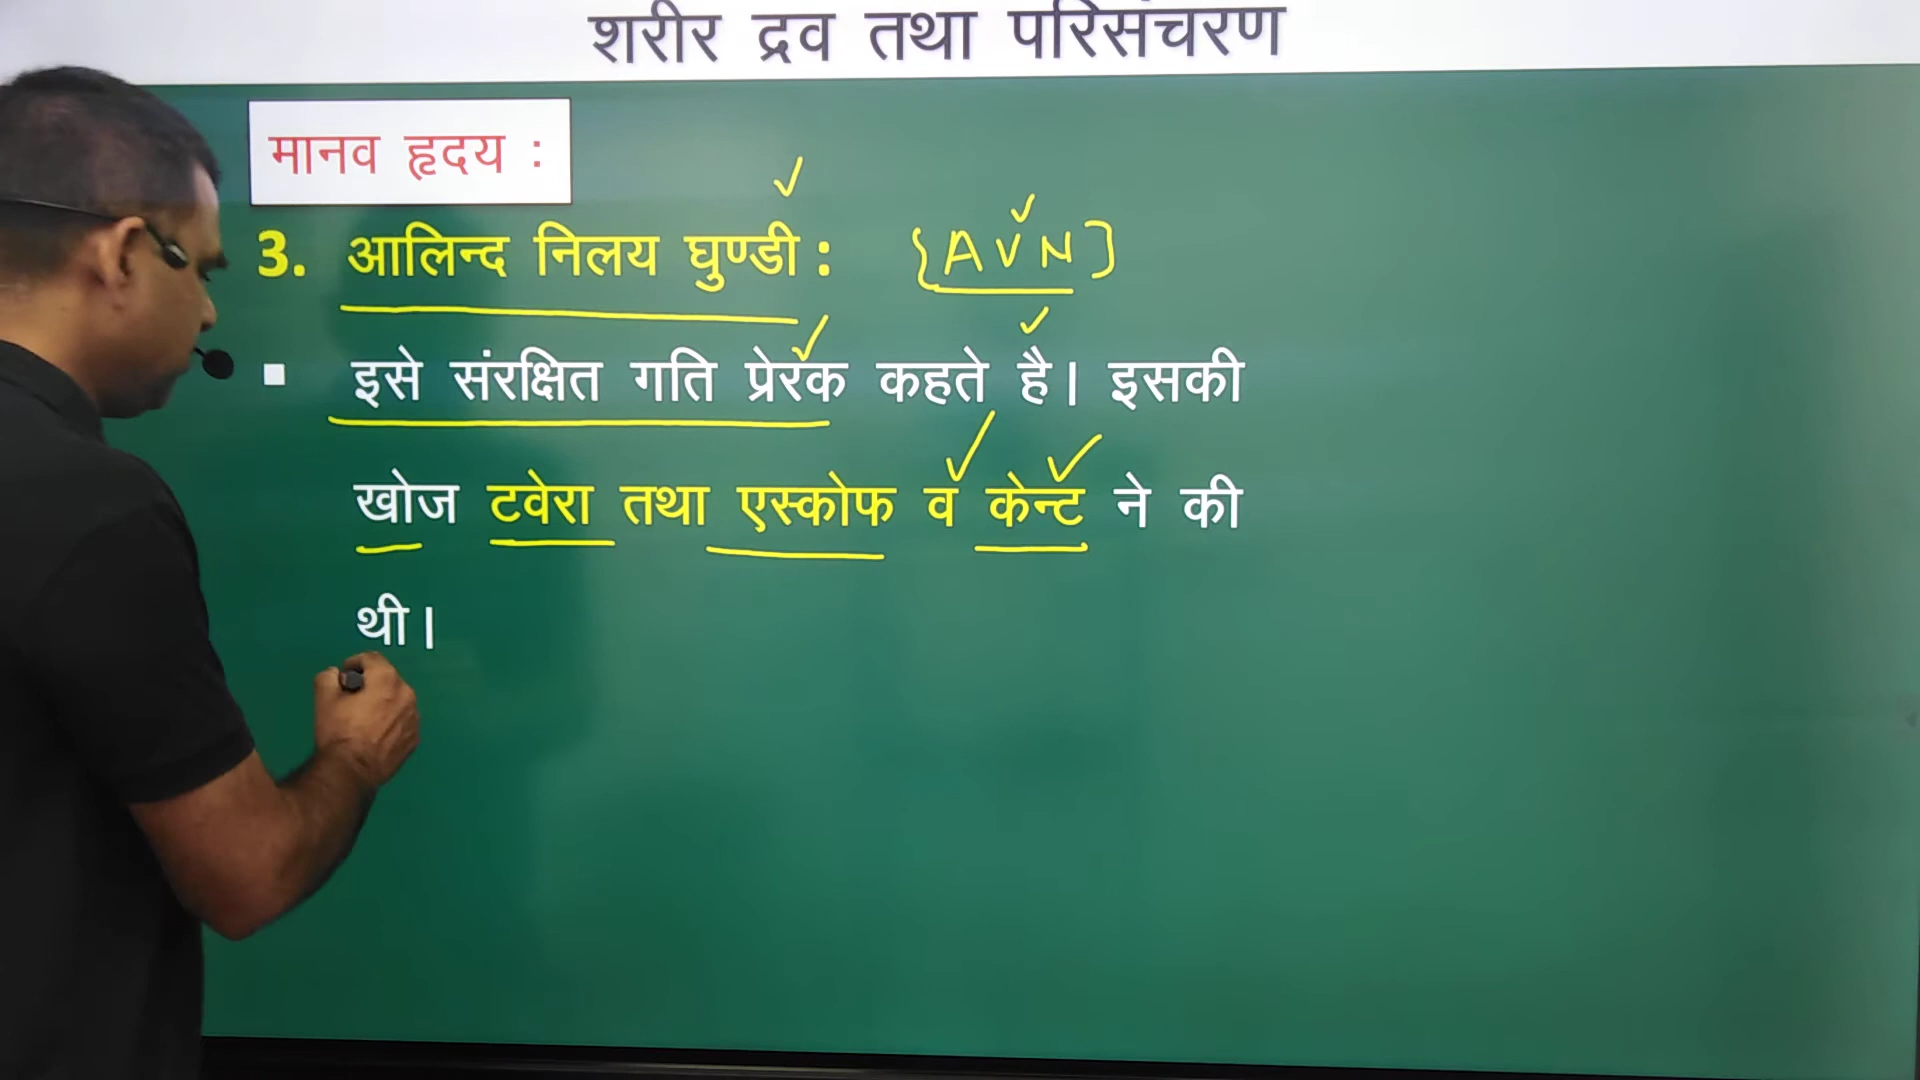 शरीर द्रव तथा परिसंचरण
मानव हृदय :
3. आलिन्द निलय घुण्डी : {AVN]
▪ इसे संरक्षित गति प्रेरक कहते है। इसकी
खोज टवेरा तथा एस्कोफ व केन्ट ने की
थी।